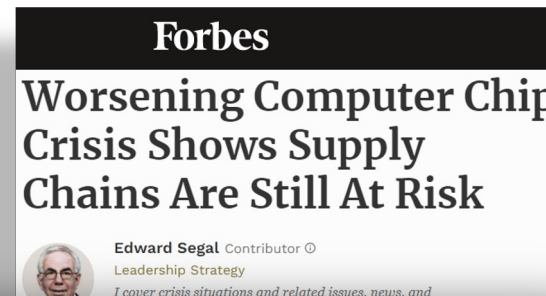 Forbes
Worsening Computer Chip
Crisis Shows Supply
Chains Are Still At Risk
Edward Segal Contributor
Leadership Strategy
I cover crisis situations and related issues, news, and